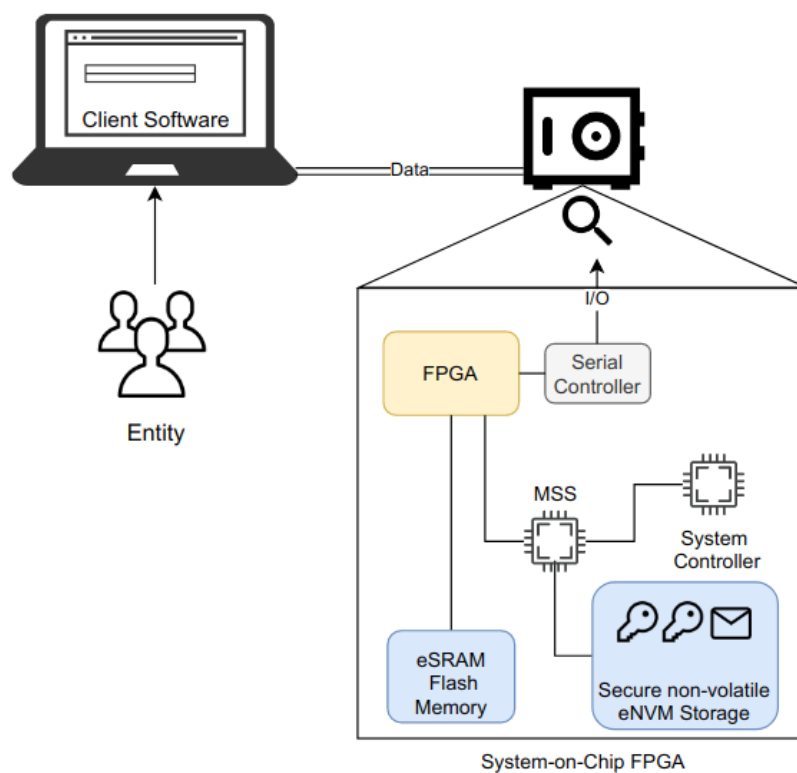 Client Software
Data
Entity
I/O
FPGA
Serial
Controller
MSS
System
Controller
eSRAM
Flash
Memory
Secure non-volatile
eNVM Storage
System-on-Chip FPGA